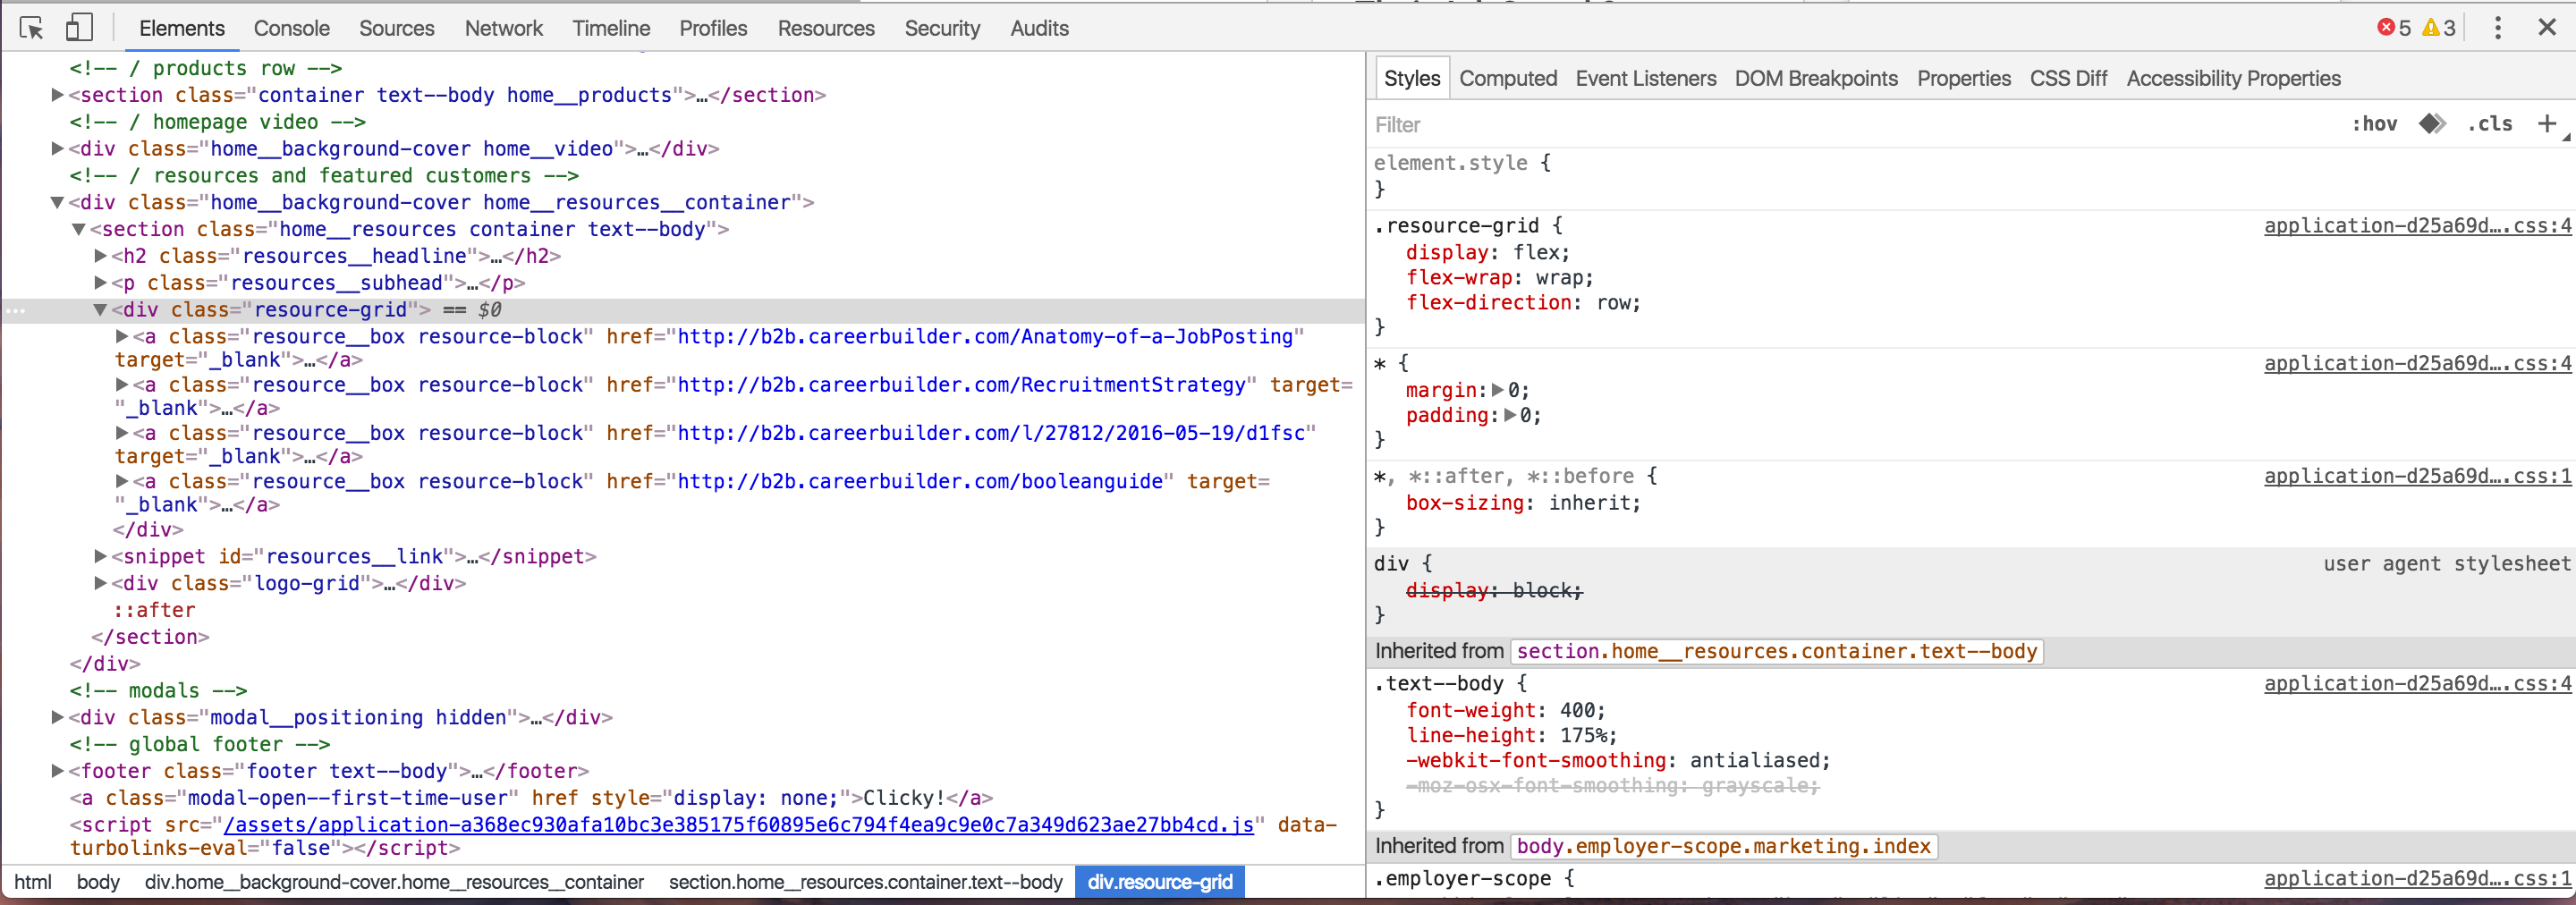 Elements Console Sources Network Timeline Profiles Resources Security Audits 5 3
<!-- / products row -->
<section class="container text--body home__products">…</section>
<!-- / homepage video -->
<div class="home__background-cover home__video">…</div>
<!-- / resources and featured customers -->
<div class="home__background-cover home__resources__container">
<section class="home__resources container text--body">
<h2 class="resources__headline">…</h2>
<p class="resources__subhead">…</p>
<div class="resource-grid"> == $0
<a class="resource__box resource-block" href="http://b2b.careerbuilder.com/Anatomy-of-a-JobPosting"
target="_blank">…</a>
<a class="resource__box resource-block" href="http://b2b.careerbuilder.com/RecruitmentStrategy" target=
"_blank">…</a>
<a class="resource__box resource-block" href="http://b2b.careerbuilder.com/l/27812/2016-05-19/d1fsc"
target="_blank">…</a>
<a class="resource__box resource-block" href="http://b2b.careerbuilder.com/booleanguide" target=
"_blank">…</a>
</div>
<snippet id="resources__link">…</snippet>
<div class="logo-grid">…</div>
::after
</section>
</div>
<!-- modals -->
<div class="modal__positioning hidden">…</div>
<!-- global footer -->
<footer class="footer text--body">…</footer>
<a class="modal-open--first-time-user" href style="display: none;">Clicky!</a>
<script src="/assets/application-a368ec930afa10bc3e385175f60895e6c794f4ea9c9e0c7a349d623ae27bb4cd.js" data-
turbolinks-eval="false"></script>
html body div.home__background-cover.home__resources__container section.home__resources.container.text--body div.resource-grid
Styles Computed Event Listeners DOM Breakpoints Properties CSS Diff Accessibility Properties
Filter :hov .cls +
element.style {
}
.resource-grid { application-d25a69d….css:4
display: flex;
flex-wrap: wrap;
flex-direction: row;
}
* { application-d25a69d….css:4
margin: 0;
padding: 0;
}
*, *::after, *::before { application-d25a69d….css:1
box-sizing: inherit;
}
div { user agent stylesheet
display: block;
}
Inherited from section.home__resources.container.text--body
.text--body { application-d25a69d….css:4
font-weight: 400;
line-height: 175%;
-webkit-font-smoothing: antialiased;
-moz-osx-font-smoothing: grayscale;
}
Inherited from body.employer-scope.marketing.index
.employer-scope { application-d25a69d….css:1